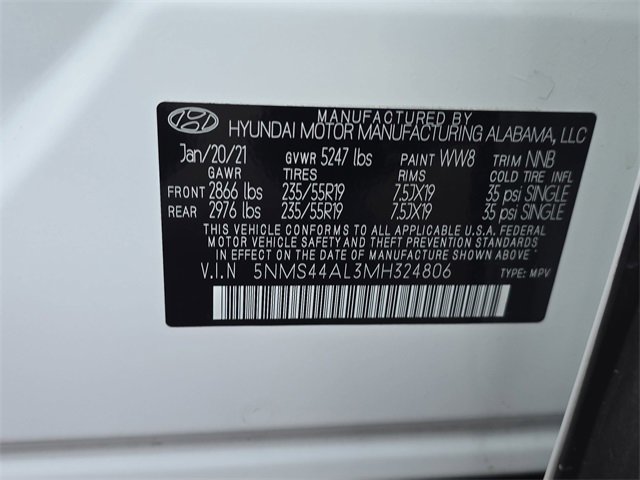 MANUFACTURED BY
HYUNDAI MOTOR MANUFACTURING ALABAMA, LLC
Jan/20/21 GVWR 5247 lbs PAINT WW8 TRIM NNB
GAWR TIRES RIMS COLD TIRE INFL
FRONT 2866 lbs 235/55R19 7.5JX19 35 psi SINGLE
REAR 2976 lbs 235/55R19 7.5JX19 35 psi SINGLE
THIS VEHICLE CONFORMS TO ALL APPLICABLE U.S.A. FEDERAL
MOTOR VEHICLE SAFETY AND BUMPER STANDARDS IN
EFFECT ON THE DATE OF MANUFACTURE SHOWN ABOVE
V.I.N 5NMS44AL3MH324806 TYPE: MPV